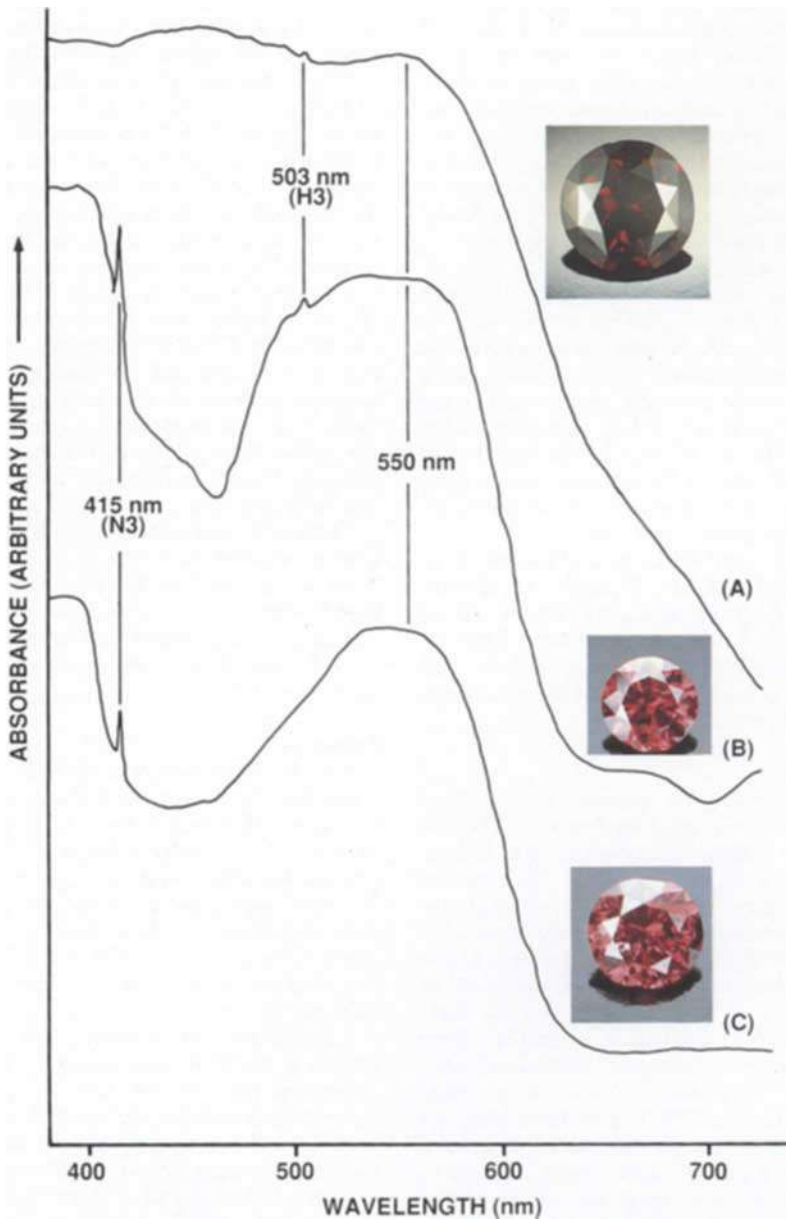 503 nm
(H3)
550 nm
415 nm
(N3)
ABSORBANCE (ARBITRARY UNITS)
(A)
(B)
(C)
400 500 600 700
WAVELENGTH (nm)